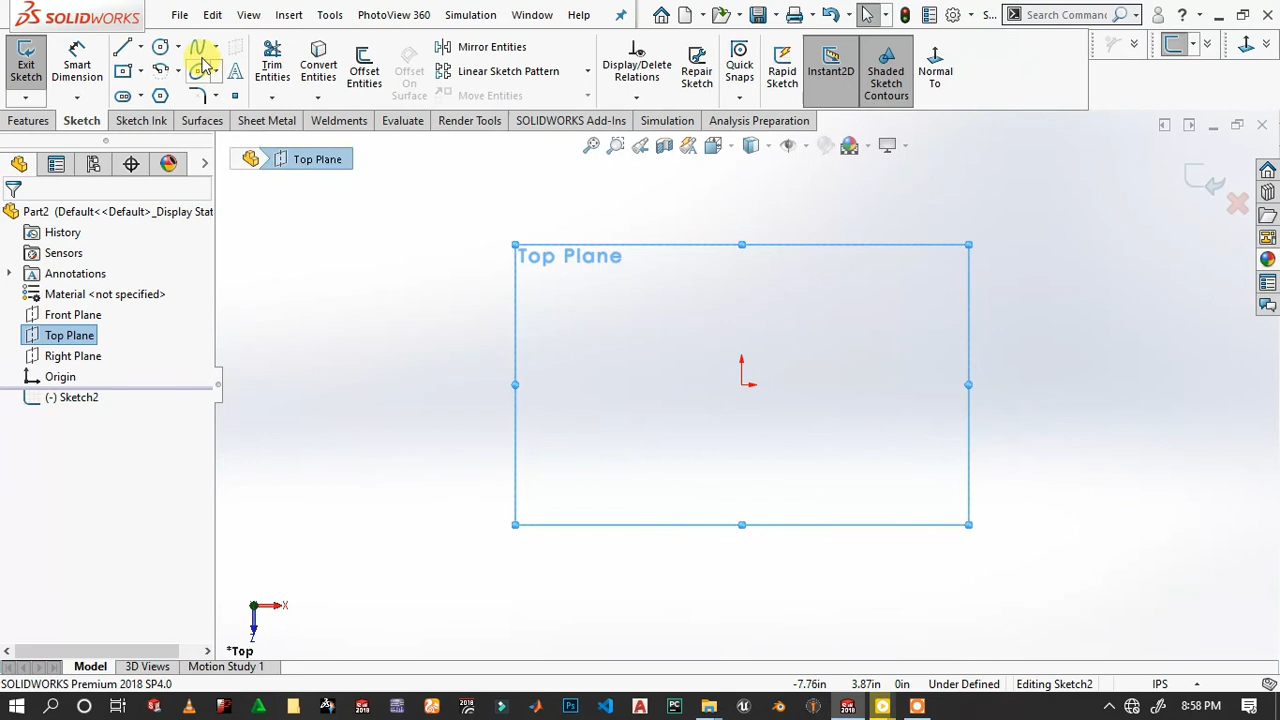 SOLIDWORKS
File
Edit
View
Insert
Tools
PhotoView 360
Simulation
Window
Help
S...
Search Commanc
?
Exit Sketch
Smart Dimension
Trim Entities
Convert Entities
Offset Entities
Offset On Surface
Mirror Entities
Linear Sketch Pattern
Move Entities
Display/Delete Relations
Repair Sketch
Quick Snaps
Rapid Sketch
Instant2D
Shaded Sketch Contours
Normal To
Features
Sketch
Sketch Ink
Surfaces
Sheet Metal
Weldments
Evaluate
Render Tools
SOLIDWORKS Add-Ins
Simulation
Analysis Preparation
Top Plane
Part2 (Default<<Default>_Display Stat
History
Sensors
Annotations
Material <not specified>
Front Plane
Top Plane
Right Plane
Origin
(-) Sketch2
Top Plane
X
Z
*Top
Model
3D Views
Motion Study 1
SOLIDWORKS Premium 2018 SP4.0
-7.76in
3.87in
0in
Under Defined
Editing Sketch2
IPS
8:58 PM